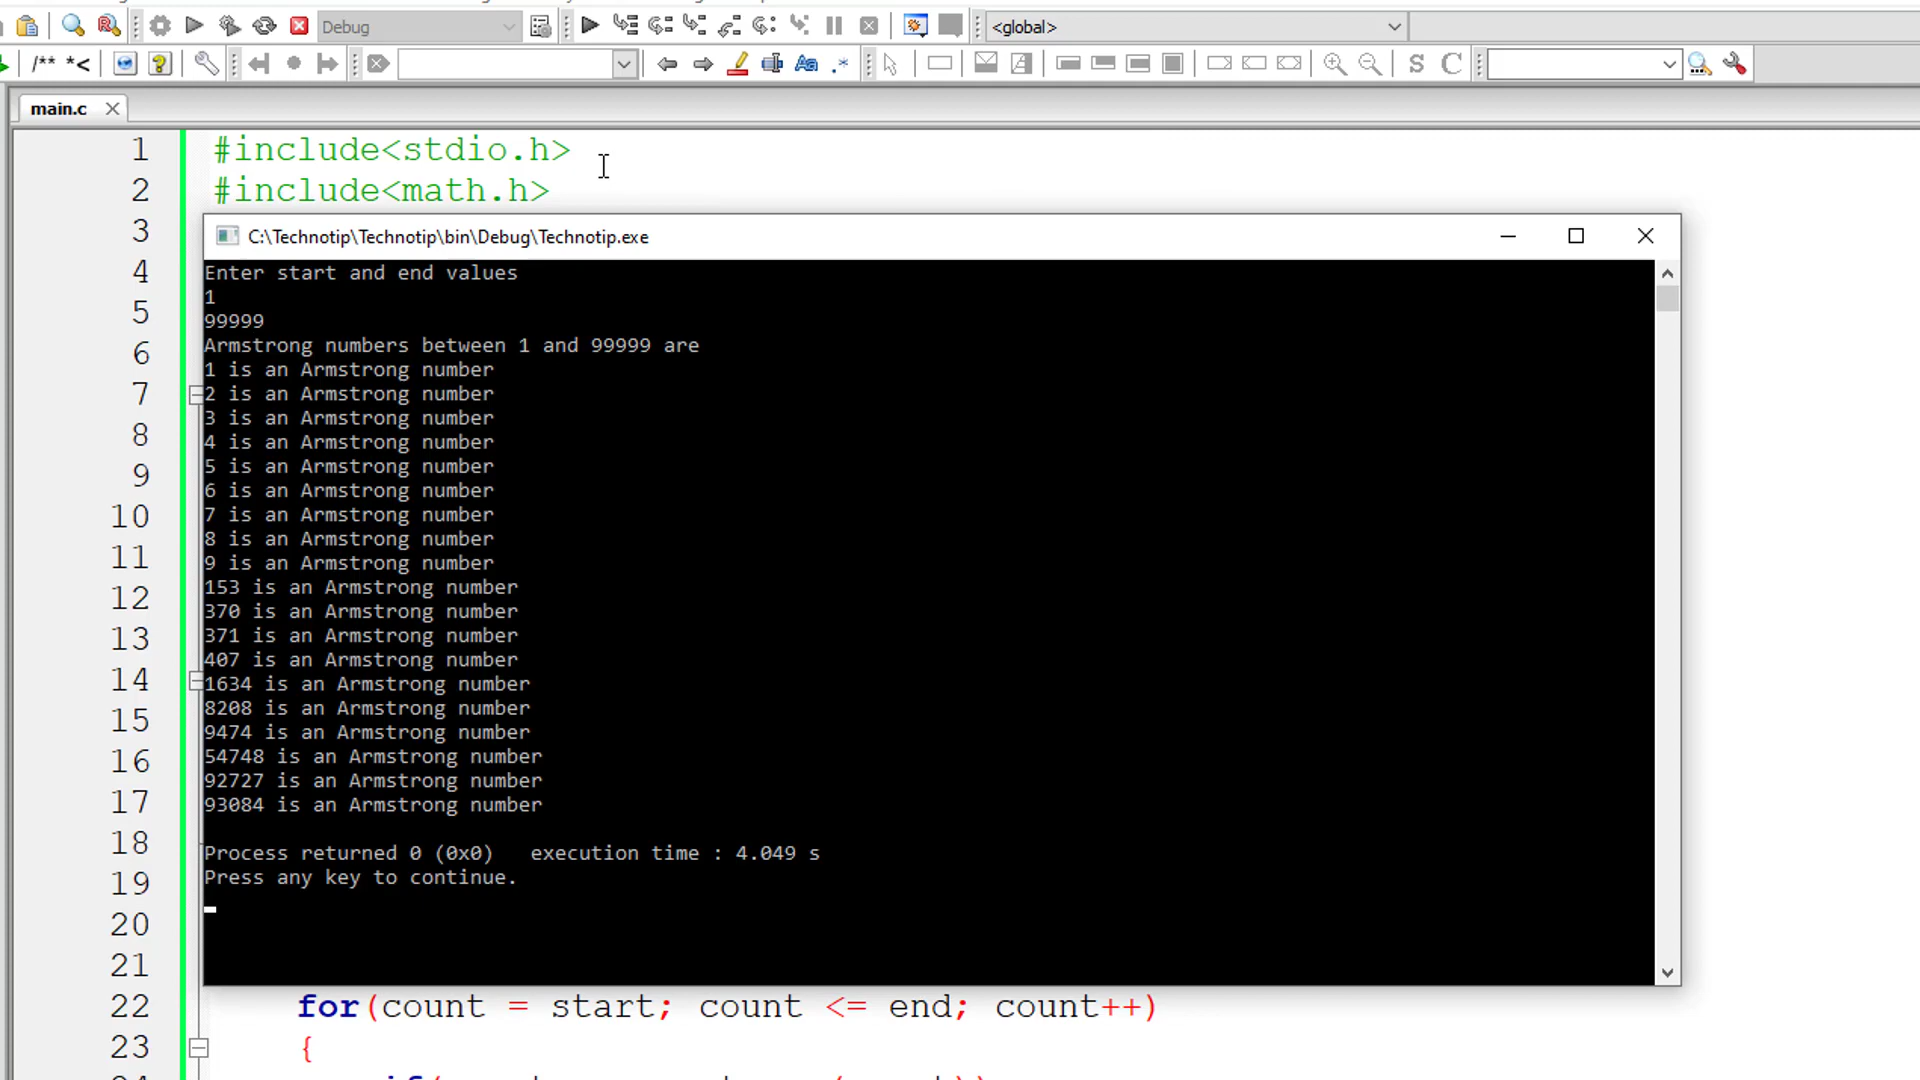 Debug
<global>
/** *<
Aa .* S C
main.c
1 #include<stdio.h>
2 #include<math.h>
3
C:\Technotip\Technotip\bin\Debug\Technotip.exe
4
Enter start and end values
1
5
99999
6
Armstrong numbers between 1 and 99999 are
1 is an Armstrong number
7
2 is an Armstrong number
3 is an Armstrong number
8
4 is an Armstrong number
5 is an Armstrong number
9
6 is an Armstrong number
10
7 is an Armstrong number
8 is an Armstrong number
11
9 is an Armstrong number
12
153 is an Armstrong number
370 is an Armstrong number
13
371 is an Armstrong number
407 is an Armstrong number
14
1634 is an Armstrong number
15
8208 is an Armstrong number
9474 is an Armstrong number
16
54748 is an Armstrong number
92727 is an Armstrong number
17
93084 is an Armstrong number
18
Process returned 0 (0x0)   execution time : 4.049 s
19
Press any key to continue.
20
21
22 for(count = start; count <= end; count++)
23 {